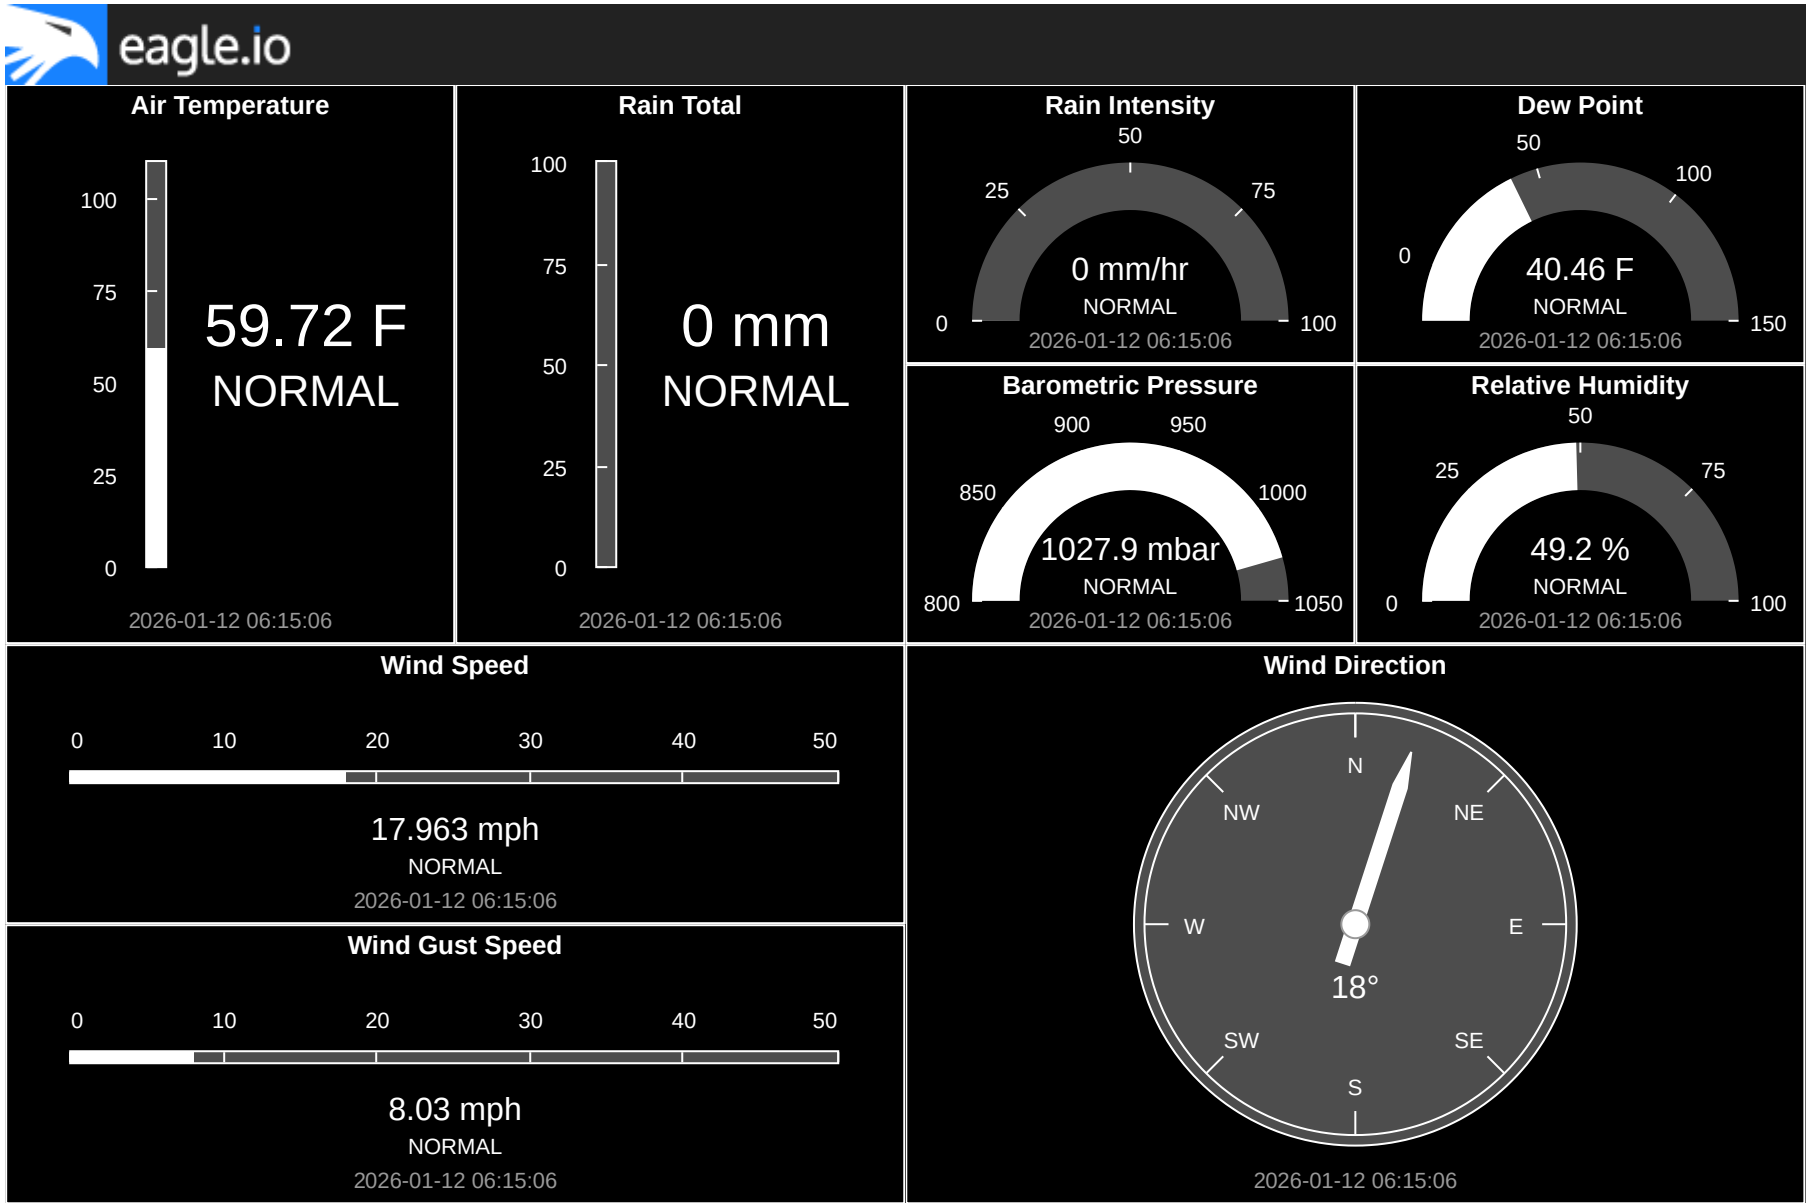 eagle.io
Air Temperature
100
75
50
25
0
59.72 F
NORMAL
2026-01-12 06:15:06
Rain Total
100
75
50
25
0
0 mm
NORMAL
2026-01-12 06:15:06
Rain Intensity
0
25
50
75
100
0 mm/hr
NORMAL
2026-01-12 06:15:06
Dew Point
0
50
100
150
40.46 F
NORMAL
2026-01-12 06:15:06
Barometric Pressure
800
850
900
950
1000
1050
1027.9 mbar
NORMAL
2026-01-12 06:15:06
Relative Humidity
0
25
50
75
100
49.2 %
NORMAL
2026-01-12 06:15:06
Wind Speed
0 10 20 30 40 50
17.963 mph
NORMAL
2026-01-12 06:15:06
Wind Gust Speed
0 10 20 30 40 50
8.03 mph
NORMAL
2026-01-12 06:15:06
Wind Direction
N
NW NE
W E
18°
SW SE
S
2026-01-12 06:15:06